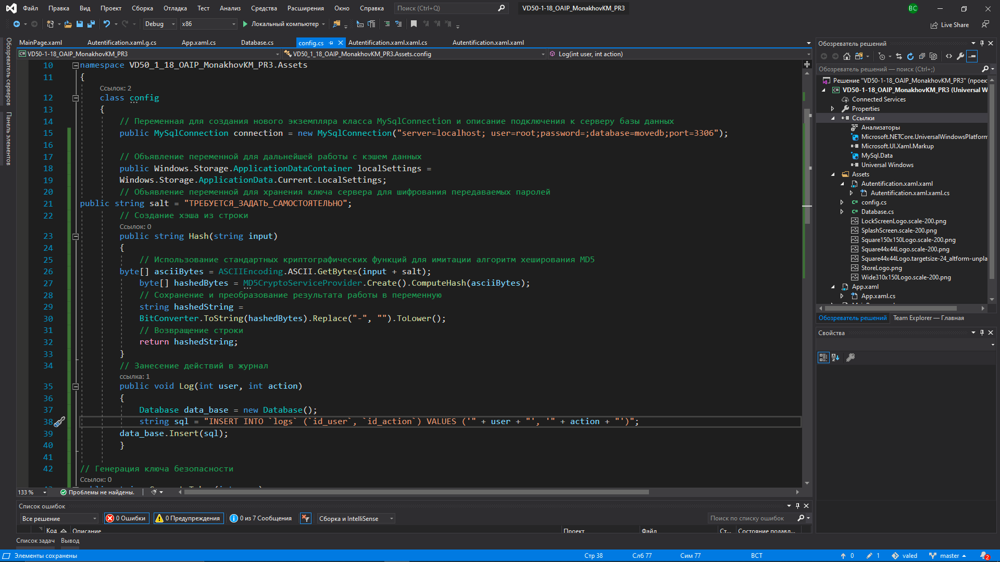 Файл Правка Вид Проект Сборка Отладка Тест Анализ Средства Расширения Окно Справка Поиск (Ctrl+Q) VD50-1-18_OAIP_MonakhovKM_PR3 ВС
Debug x86 Локальный компьютер Live Share
Обозреватель серверов
Панель элементов
MainPage.xaml Autentification.xaml.g.cs App.xaml.cs Database.cs config.cs Autentification.xaml.xaml.cs Autentification.xaml.xaml
VD50-1-18_OAIP_MonakhovKM_PR3 VD50_1_18_OAIP_MonakhovKM_PR3.Assets.config Log(int user, int action)
10 namespace VD50_1_18_OAIP_MonakhovKM_PR3.Assets
11 {
Ссылок: 2
12 class config
13 {
14 // Переменная для создания нового экземпляра класса MySqlConnection и описание подключения к серверу базы данных
15 public MySqlConnection connection = new MySqlConnection("server=localhost; user=root;password=;database=movedb;port=3306");
16
17 // Объявление переменной для дальнейшей работы с кэшем данных
18 public Windows.Storage.ApplicationDataContainer localSettings =
19 Windows.Storage.ApplicationData.Current.LocalSettings;
20 // Объявление переменной для хранения ключа сервера для шифрования передаваемых паролей
21 public string salt = "ТРЕБУЕТСЯ_ЗАДАТЬ_САМОСТОЯТЕЛЬНО";
22 // Создание хэша из строки
Ссылок: 0
23 public string Hash(string input)
24 {
25 // Использование стандартных криптографических функций для имитации алгоритм хеширования MD5
26 byte[] asciiBytes = ASCIIEncoding.ASCII.GetBytes(input + salt);
27 byte[] hashedBytes = MD5CryptoServiceProvider.Create().ComputeHash(asciiBytes);
28 // Сохранение и преобразование результата работы в переменную
29 string hashedString =
30 BitConverter.ToString(hashedBytes).Replace("-", "").ToLower();
31 // Возвращение строки
32 return hashedString;
33 }
34 // Занесение действий в журнал
ссылка: 1
35 public void Log(int user, int action)
36 {
37 Database data_base = new Database();
38 string sql = "INSERT INTO `logs` (`id_user`, `id_action`) VALUES ('" + user + "', '" + action + "')";
39 data_base.Insert(sql);
40 }
41
42 // Генерация ключа безопасности
Ссылок: 0
133 % Проблемы не найдены.
Список ошибок
Все решение 0 Ошибки 0 Предупреждения 0 из 7 Сообщения Сборка и IntelliSense Поиск по списку ошибок
Код Описание Проект Файл Ст... Состояние подавл...
Список задач Вывод
Обозреватель решений
Обозреватель решений — поиск (Ctrl+;)
Решение "VD50-1-18_OAIP_MonakhovKM_PR3" (проек
VD50-1-18_OAIP_MonakhovKM_PR3 (Universal W
Connected Services
Properties
Ссылки
Анализаторы
Microsoft.NETCore.UniversalWindowsPlatform
Microsoft.UI.Xaml.Markup
MySql.Data
Universal Windows
Assets
Autentification.xaml.xaml
Autentification.xaml.xaml.cs
config.cs
Database.cs
LockScreenLogo.scale-200.png
SplashScreen.scale-200.png
Square150x150Logo.scale-200.png
Square44x44Logo.scale-200.png
Square44x44Logo.targetsize-24_altform-unpla
StoreLogo.png
Wide310x150Logo.scale-200.png
App.xaml
App.xaml.cs
Обозреватель решений Team Explorer — Главная
Свойства
Элементы сохранены Стр 38 Слб 77 Сим 77 ВСТ 0 1 valed master 2